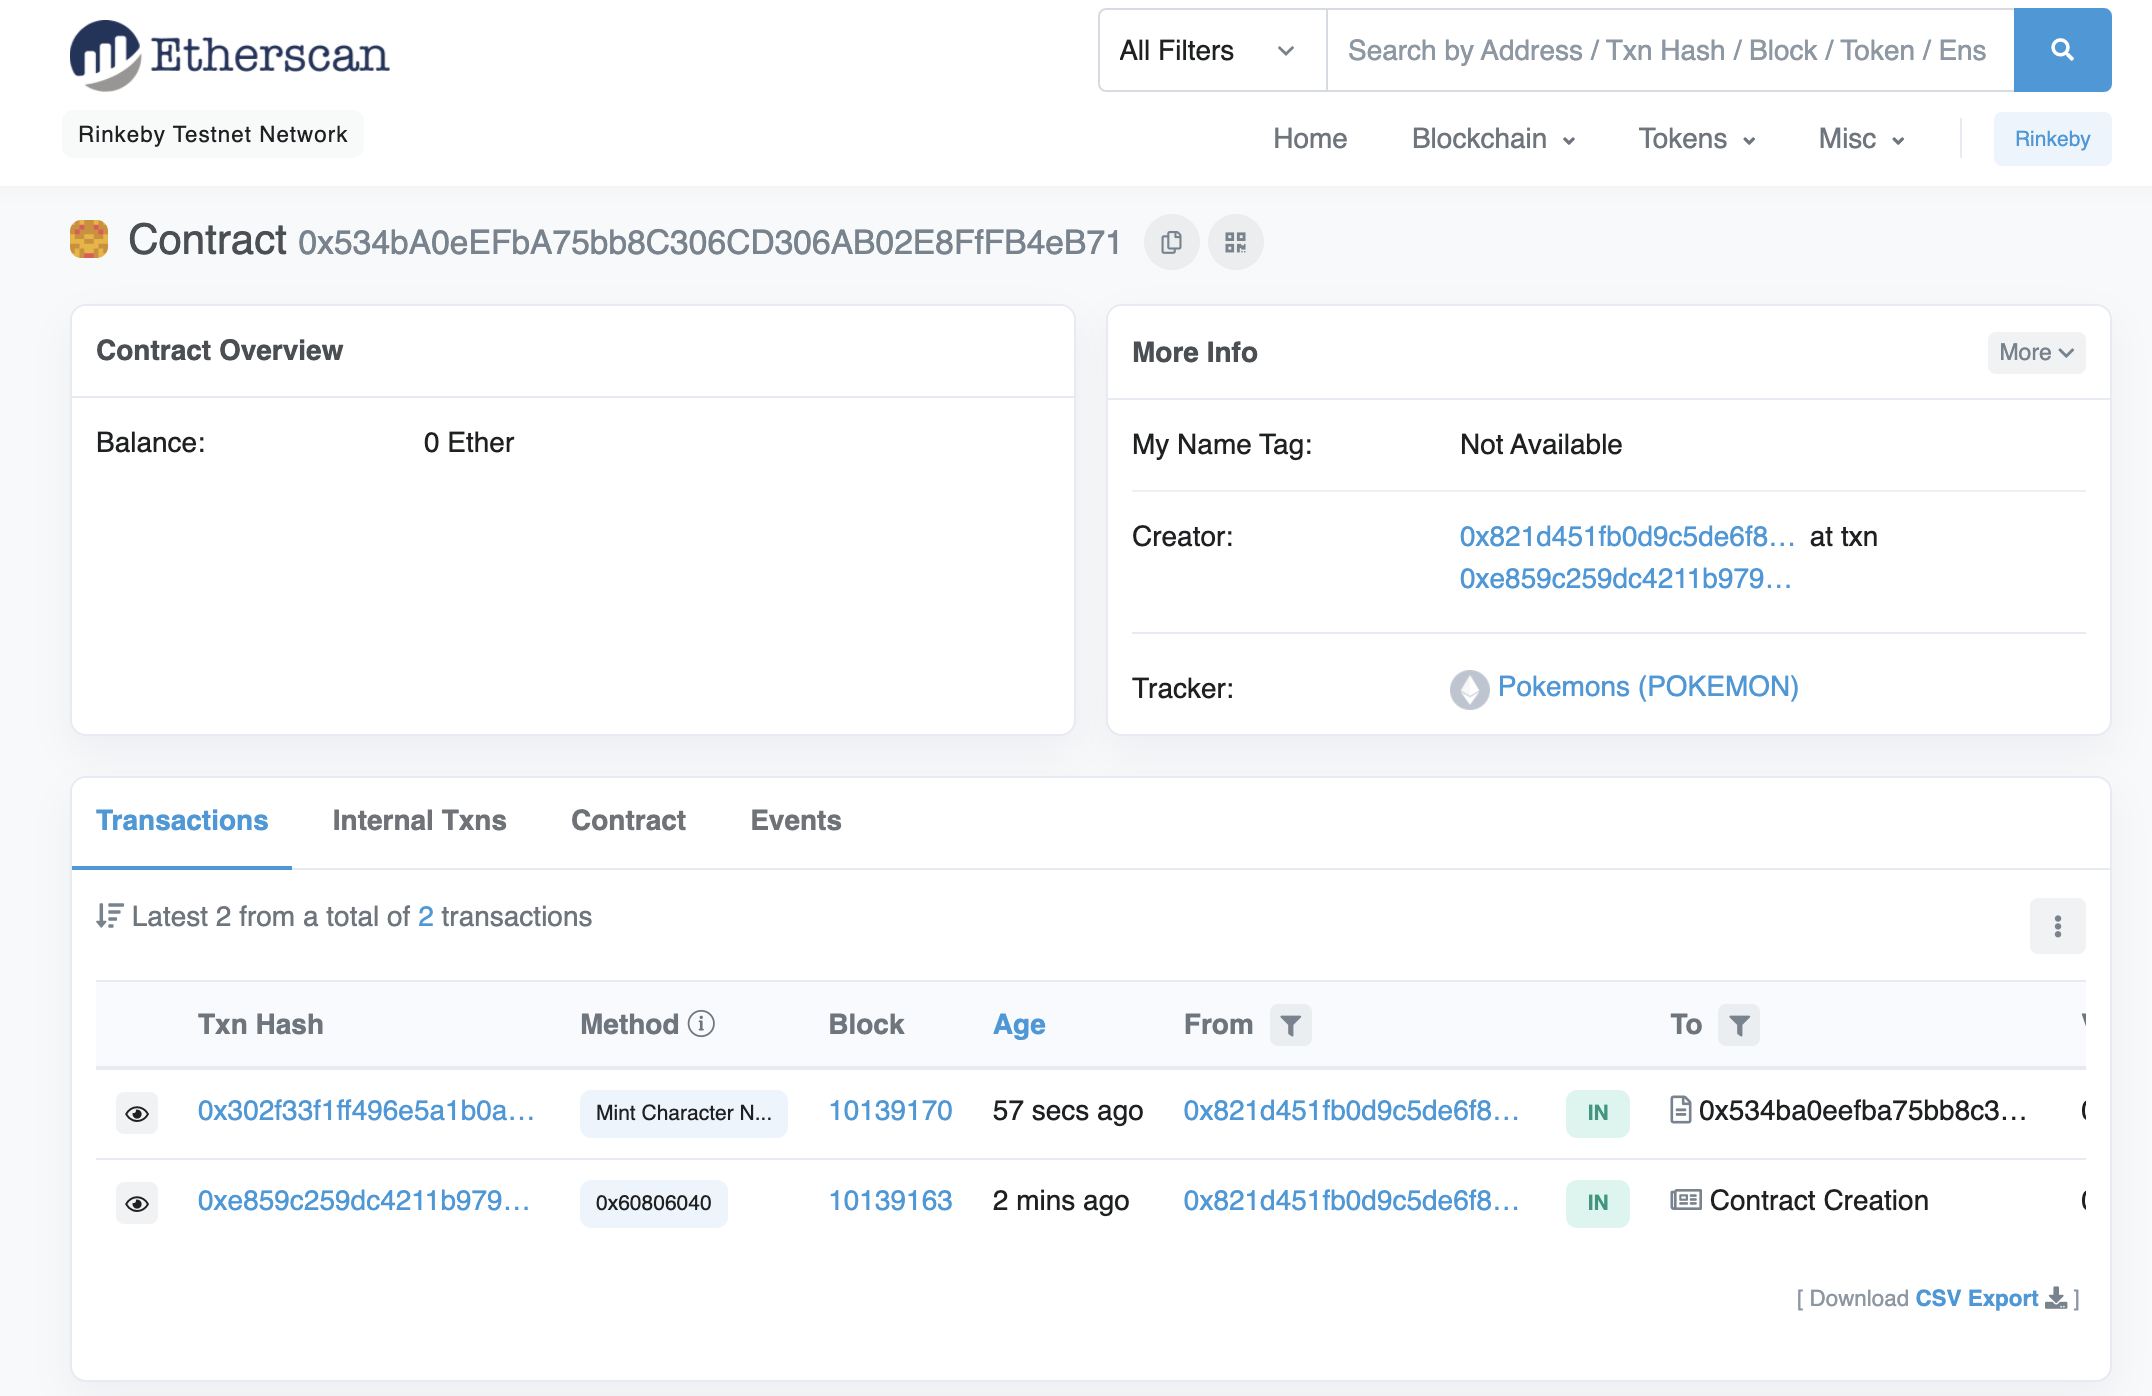 Etherscan
All Filters
Search by Address / Txn Hash / Block / Token / Ens
Rinkeby Testnet Network
Home Blockchain Tokens Misc Rinkeby
Contract 0x534bA0eEFbA75bb8C306CD306AB02E8FfFB4eB71
Contract Overview
Balance: 0 Ether
More Info More
My Name Tag: Not Available
Creator: 0x821d451fb0d9c5de6f8... at txn
0xe859c259dc4211b979...
Tracker: Pokemons (POKEMON)
Transactions Internal Txns Contract Events
Latest 2 from a total of 2 transactions
Txn Hash Method Block Age From To
0x302f33f1ff496e5a1b0a... Mint Character N... 10139170 57 secs ago 0x821d451fb0d9c5de6f8... IN 0x534ba0eefba75bb8c3...
0xe859c259dc4211b979... 0x60806040 10139163 2 mins ago 0x821d451fb0d9c5de6f8... IN Contract Creation
[ Download CSV Export ]